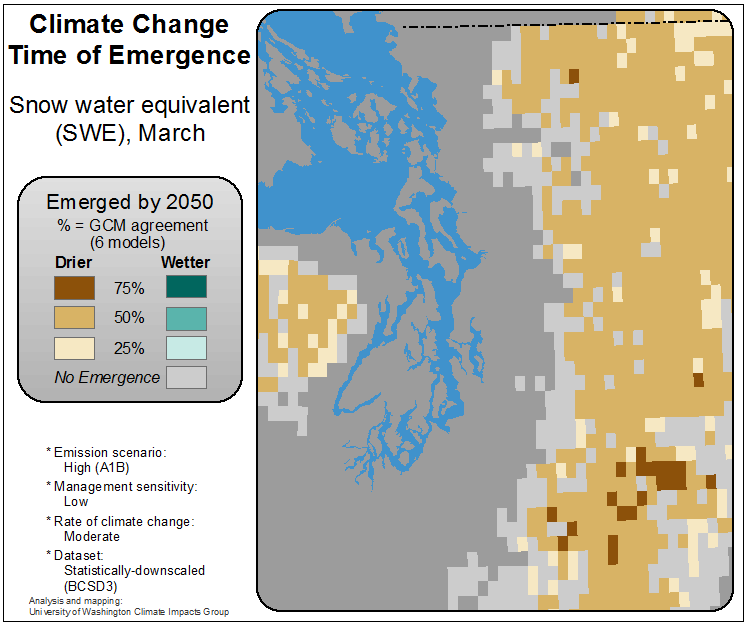 Climate Change
Time of Emergence
Snow water equivalent
(SWE), March
Emerged by 2050
% = GCM agreement
(6 models)
Drier Wetter
75%
50%
25%
No Emergence
* Emission scenario:
High (A1B)
* Management sensitivity:
Low
* Rate of climate change:
Moderate
* Dataset:
Statistically-downscaled
(BCSD3)
Analysis and mapping:
University of Washington Climate Impacts Group